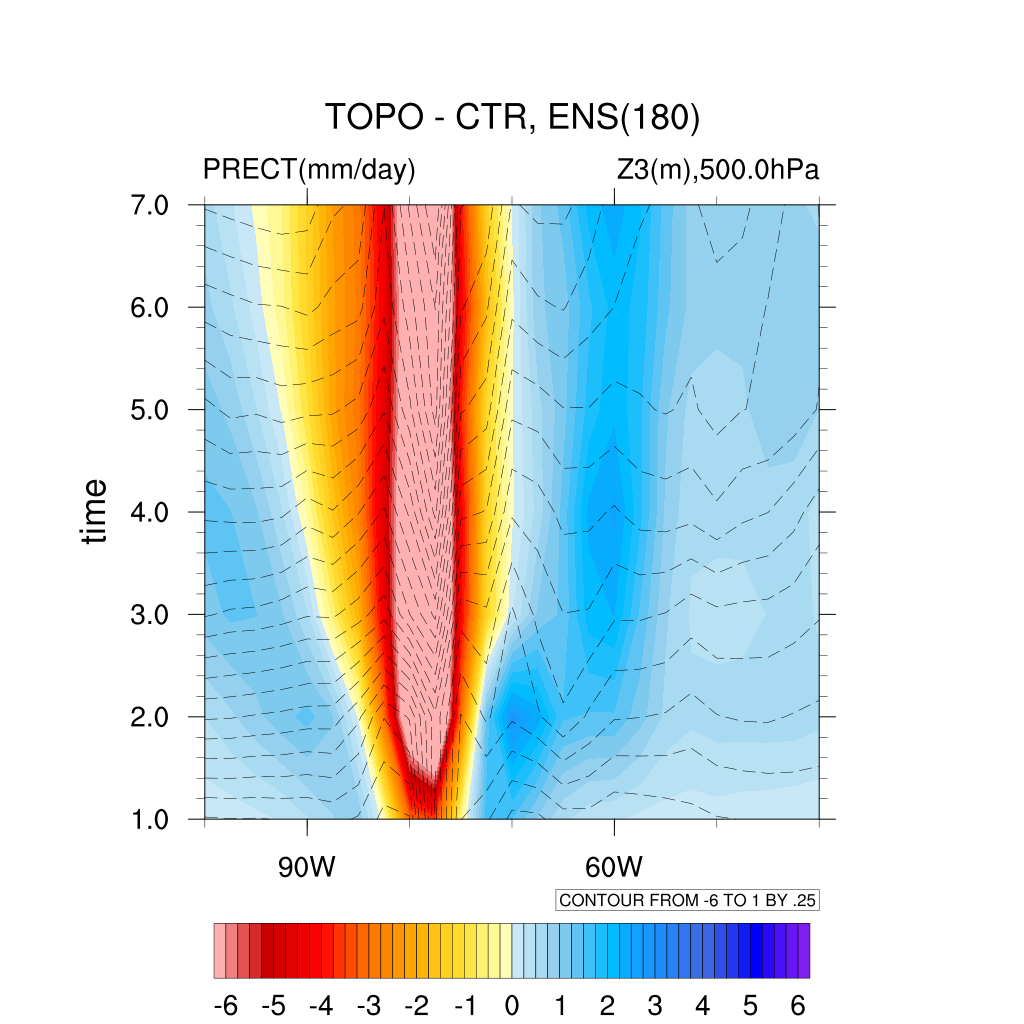 TOPO - CTR, ENS(180)
PRECT(mm/day) Z3(m),500.0hPa
7.0
6.0
5.0
4.0
3.0
2.0
1.0
time
90W 60W
CONTOUR FROM -6 TO 1 BY .25
-6 -5 -4 -3 -2 -1 0 1 2 3 4 5 6